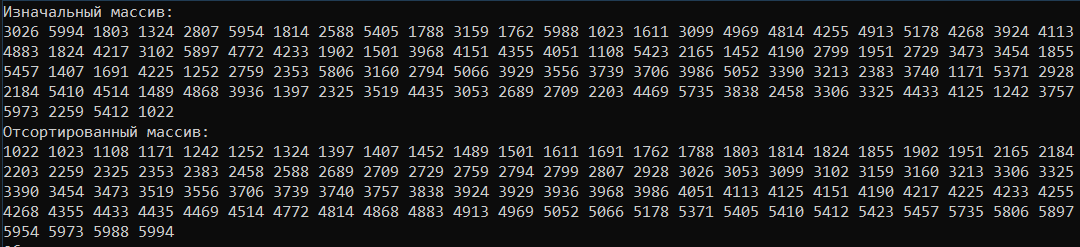 Изначальный массив:
3026 5994 1803 1324 2807 5954 1814 2588 5405 1788 3159 1762 5988 1023 1611 3099 4969 4814 4255 4913 5178 4268 3924 4113
4883 1824 4217 3102 5897 4772 4233 1902 1501 3968 4151 4355 4051 1108 5423 2165 1452 4190 2799 1951 2729 3473 3454 1855
5457 1407 1691 4225 1252 2759 2353 5806 3160 2794 5066 3929 3556 3739 3706 3986 5052 3390 3213 2383 3740 1171 5371 2928
2184 5410 4514 1489 4868 3936 1397 2325 3519 4435 3053 2689 2709 2203 4469 5735 3838 2458 3306 3325 4433 4125 1242 3757
5973 2259 5412 1022
Отсортированный массив:
1022 1023 1108 1171 1242 1252 1324 1397 1407 1452 1489 1501 1611 1691 1762 1788 1803 1814 1824 1855 1902 1951 2165 2184
2203 2259 2325 2353 2383 2458 2588 2689 2709 2729 2759 2794 2799 2807 2928 3026 3053 3099 3102 3159 3160 3213 3306 3325
3390 3454 3473 3519 3556 3706 3739 3740 3757 3838 3924 3929 3936 3968 3986 4051 4113 4125 4151 4190 4217 4225 4233 4255
4268 4355 4433 4435 4469 4514 4772 4814 4868 4883 4913 4969 5052 5066 5178 5371 5405 5410 5412 5423 5457 5735 5806 5897
5954 5973 5988 5994